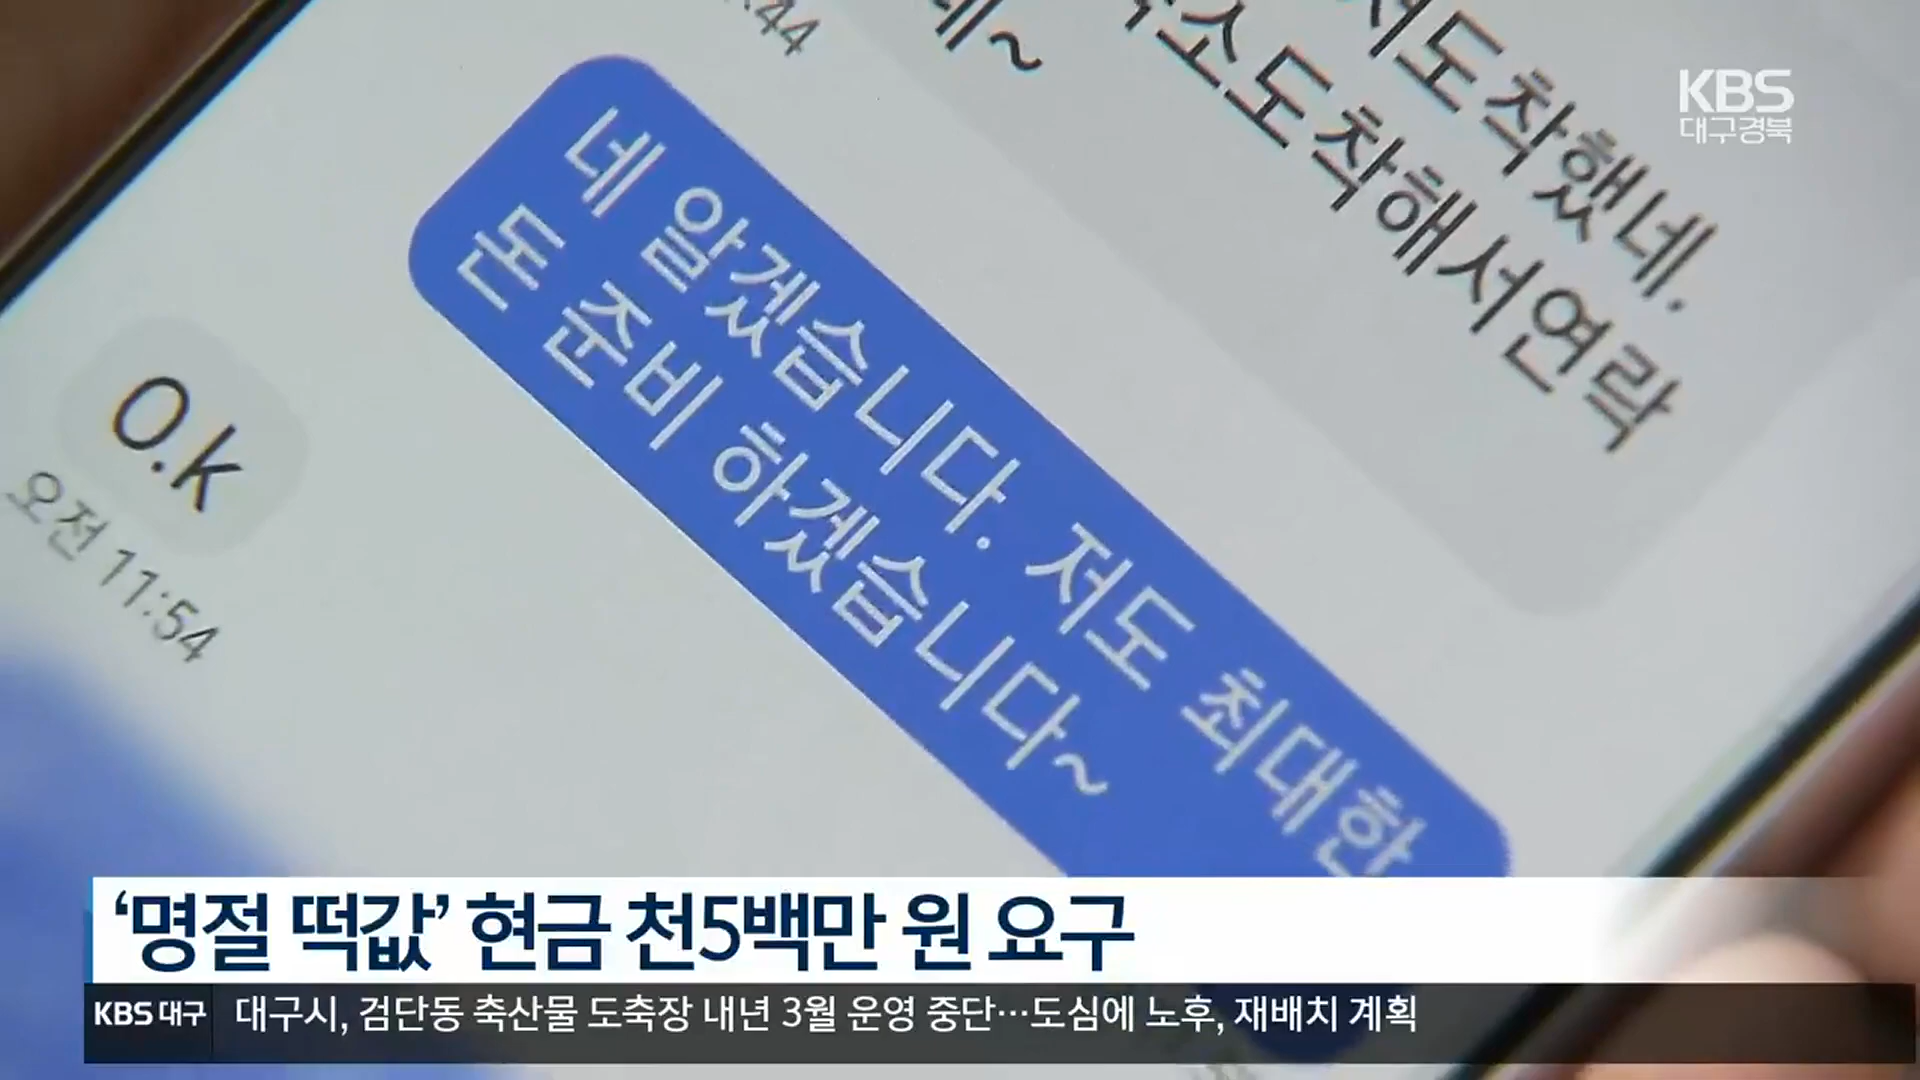 KBS
대구경북
저도착했네.
소도착해서연락
네~
44
네 알겠습니다. 저도 최대한
돈 준비 하겠습니다~
O.k
오전 11:54
‘명절 떡값’ 현금 천5백만 원 요구
KBS 대구
대구시, 검단동 축산물 도축장 내년 3월 운영 중단…도심에 노후, 재배치 계획